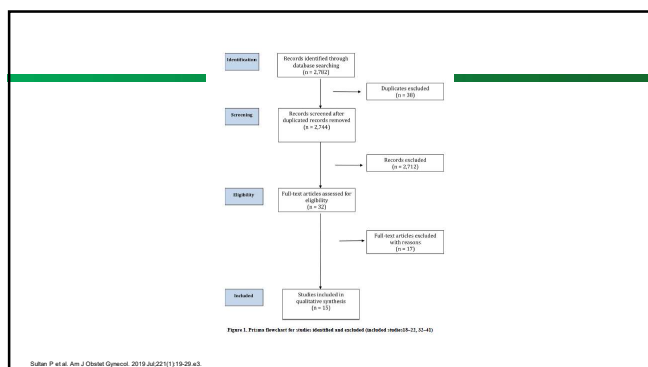 Identification
Records identified through
database searching
(n = 2,782)
Duplicates excluded
(n = 38)
Screening
Records screened after
duplicated records removed
(n = 2,744)
Records excluded
(n = 2,712)
Eligibility
Full-text articles assessed for
eligibility
(n = 32)
Full-text articles excluded
with reasons
(n = 17)
Included
Studies included in
qualitative synthesis
(n = 15)
Figure 1. Prisma flowchart for studies identified and excluded (included studies18–22, 32–41)
Sultan P et al. Am J Obstet Gynecol. 2019 Jul;221(1):19-29.e3.